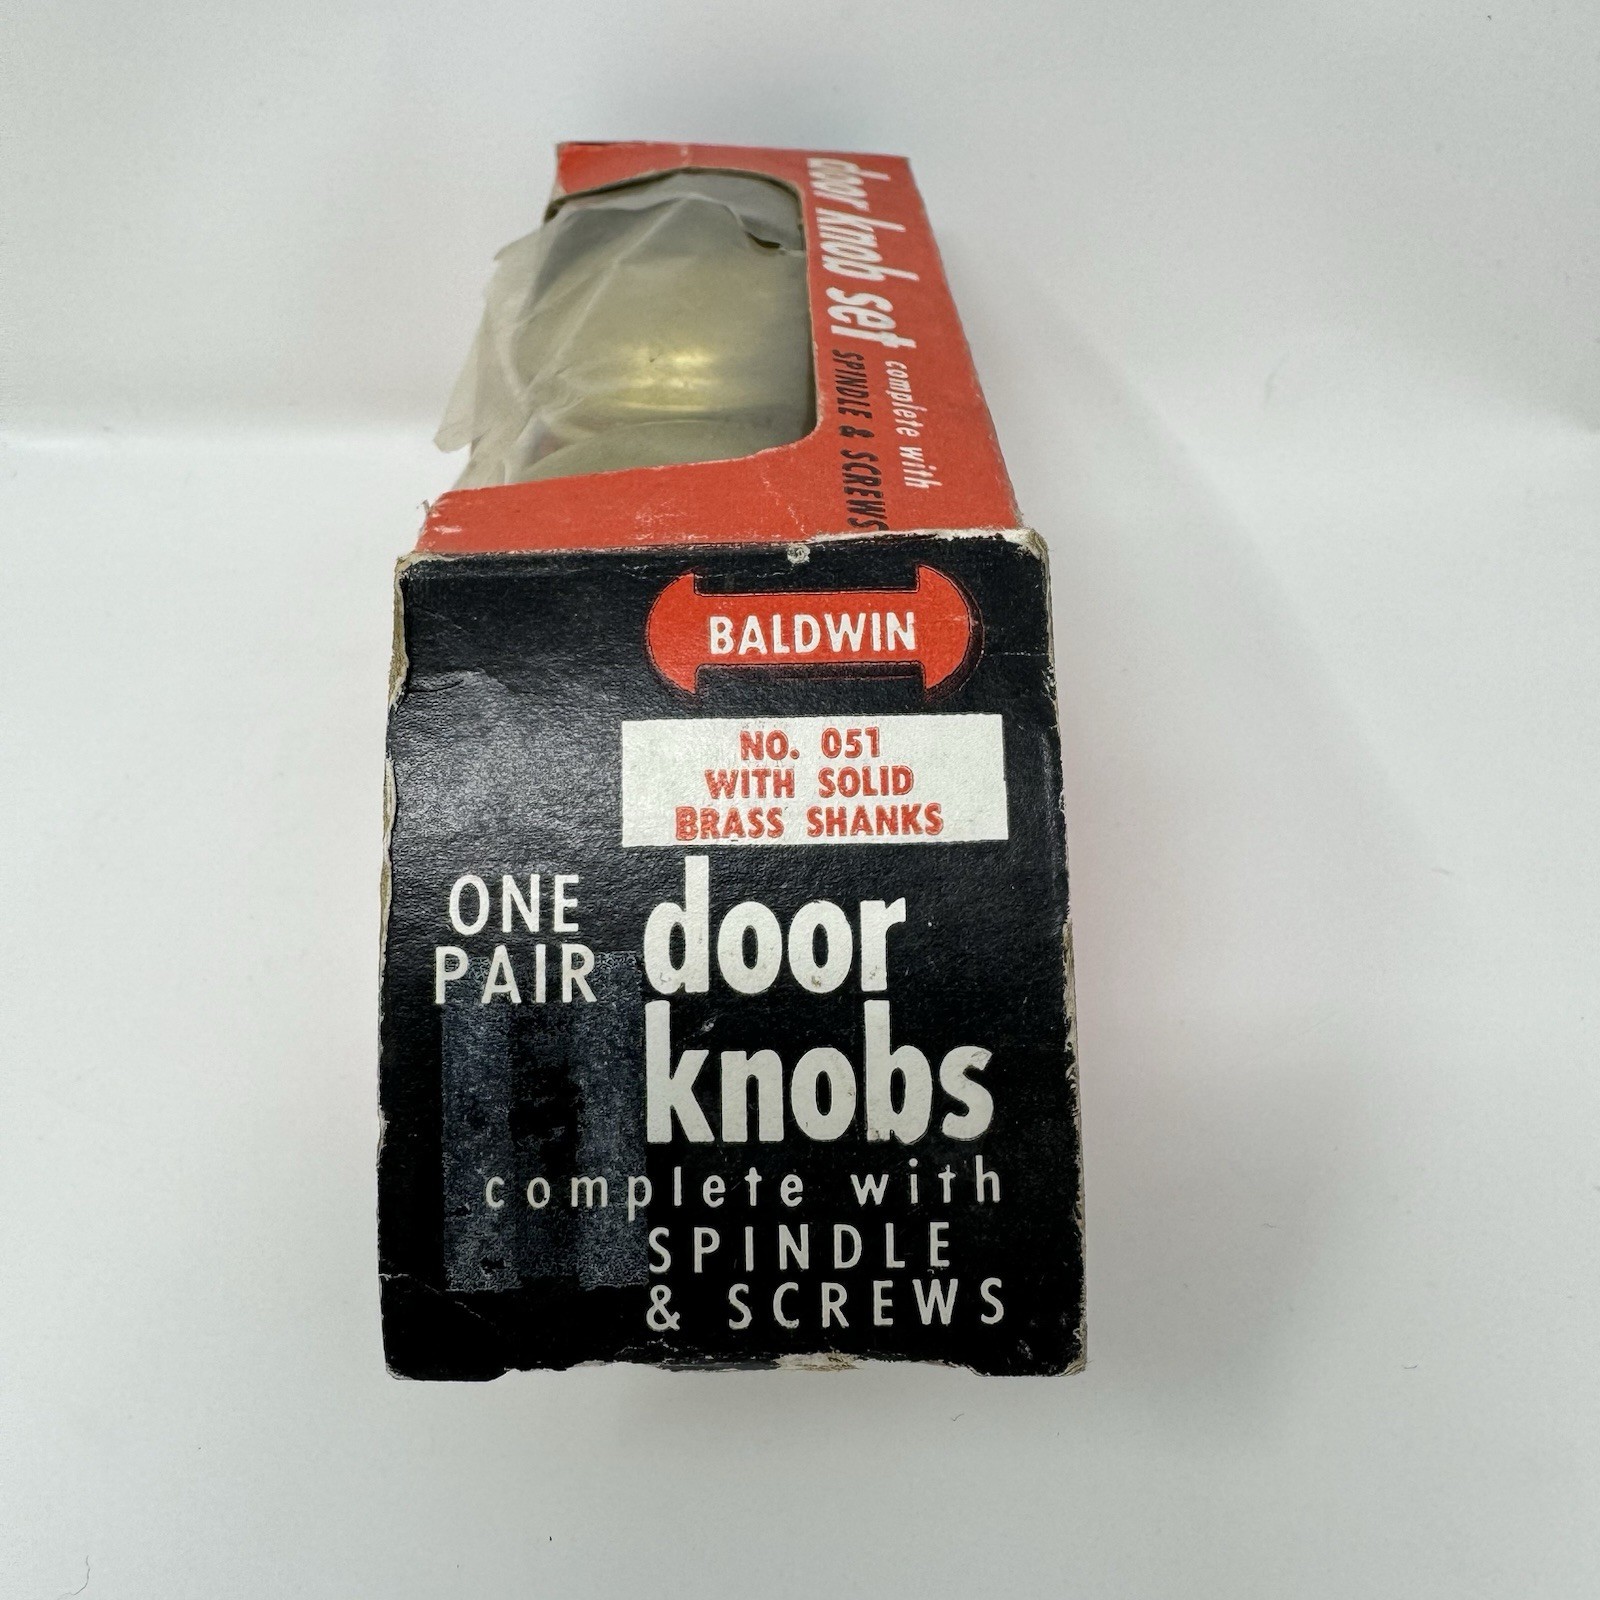 door knob set
complete with
SPINDLE & SCREWS
BALDWIN
NO. 051
WITH SOLID
BRASS SHANKS
ONE
PAIR
door
knobs
complete with
SPINDLE
& SCREWS